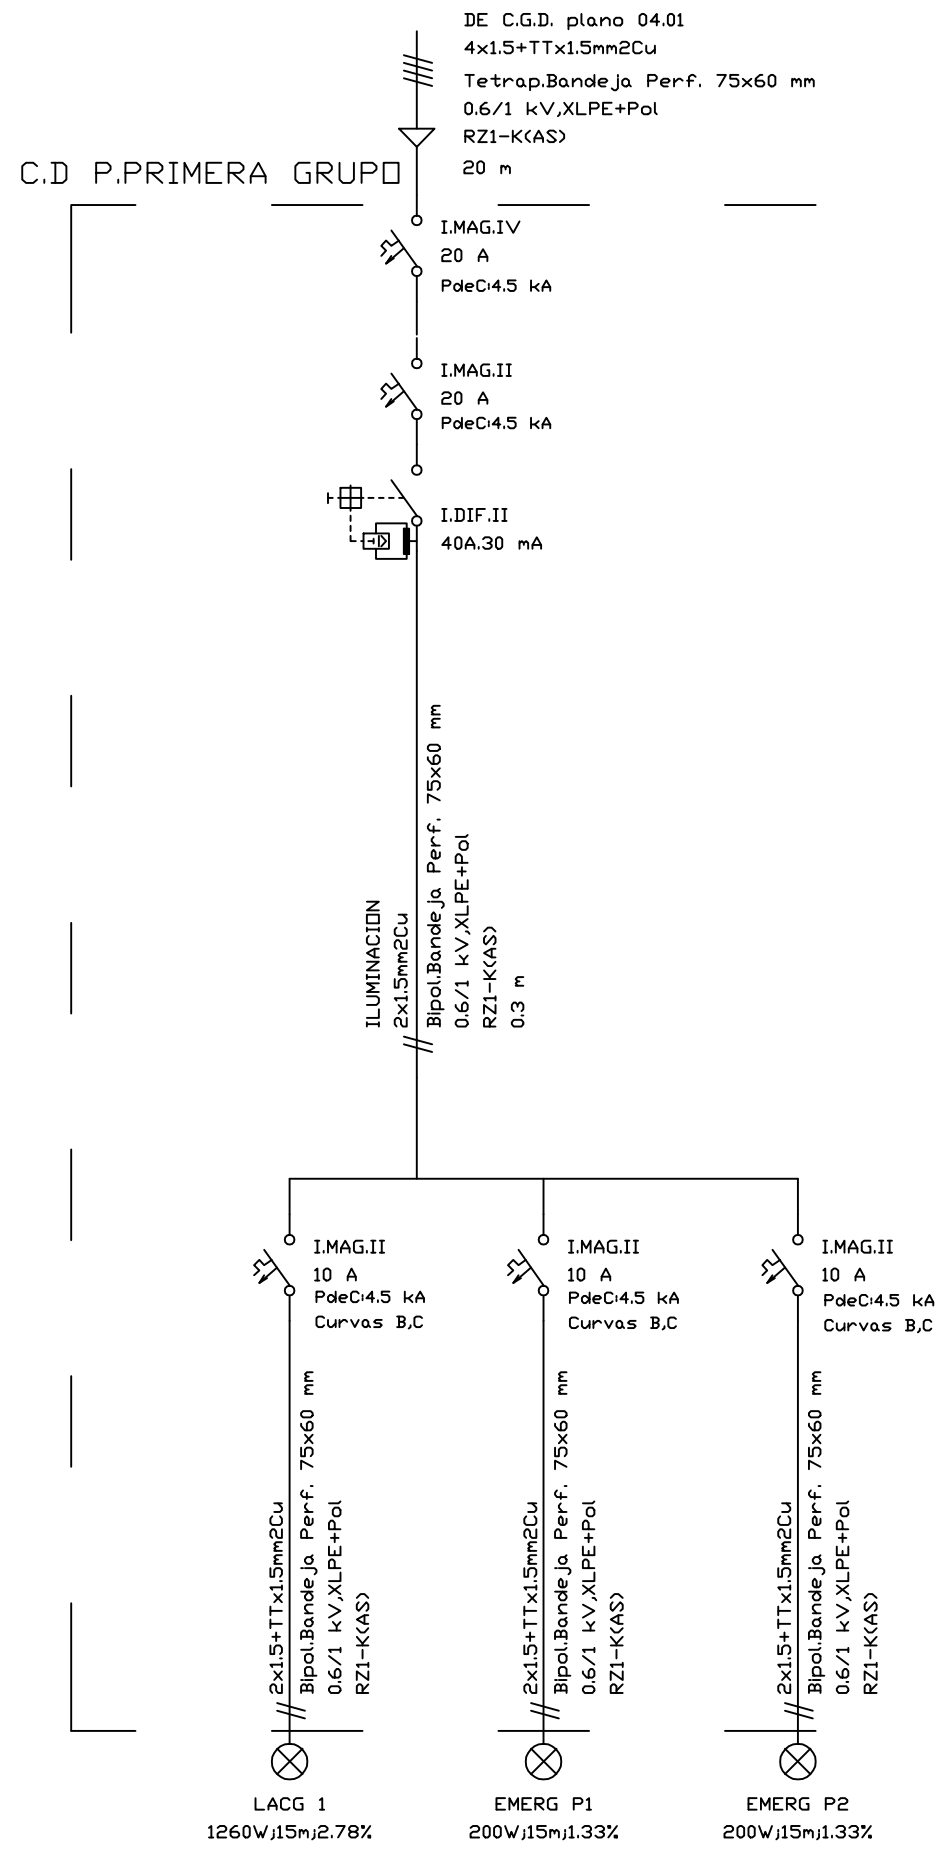 DE C.G.D. plano 04.01
4x1.5+TTx1.5mm2Cu
Tetrap.Bandeja Perf. 75x60 mm
0.6/1 kV,XLPE+Pol
RZ1-K(AS)
20 m
C.D P.PRIMERA GRUPO
I.MAG.IV
20 A
PdeC:4.5 kA
I.MAG.II
20 A
PdeC:4.5 kA
I.DIF.II
40A.30 mA
ILUMINACION
2x1.5mm2Cu
Bipol.Bandeja Perf. 75x60 mm
0.6/1 kV,XLPE+Pol
RZ1-K(AS)
0.3 m
I.MAG.II
10 A
PdeC:4.5 kA
Curvas B,C
I.MAG.II
10 A
PdeC:4.5 kA
Curvas B,C
I.MAG.II
10 A
PdeC:4.5 kA
Curvas B,C
2x1.5+TTx1.5mm2Cu
Bipol.Bandeja Perf. 75x60 mm
0.6/1 kV,XLPE+Pol
RZ1-K(AS)
2x1.5+TTx1.5mm2Cu
Bipol.Bandeja Perf. 75x60 mm
0.6/1 kV,XLPE+Pol
RZ1-K(AS)
2x1.5+TTx1.5mm2Cu
Bipol.Bandeja Perf. 75x60 mm
0.6/1 kV,XLPE+Pol
RZ1-K(AS)
LACG 1
1260W;15m;2.78%
EMERG P1
200W;15m;1.33%
EMERG P2
200W;15m;1.33%